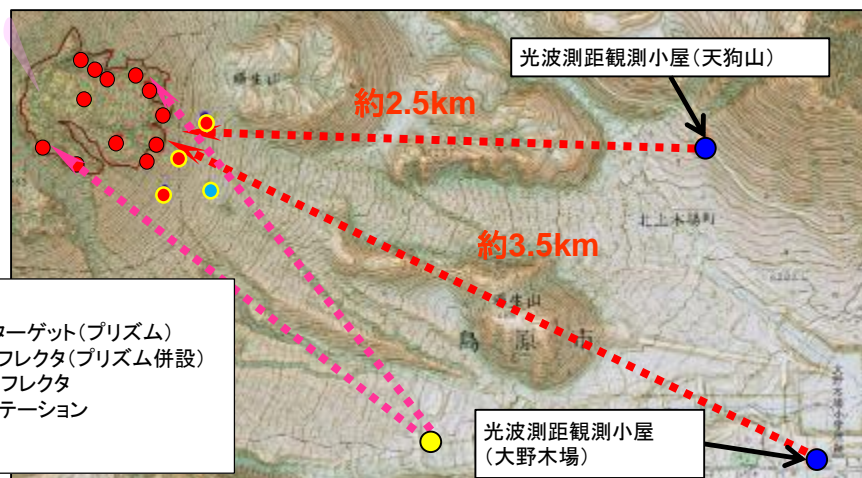 光波測距観測小屋(天狗山)
約2.5km
北上木場町
約3.5km
島原市
ターゲット(プリズム)
フレクタ(プリズム併設)
フレクタ
テーション
光波測距観測小屋
(大野木場)